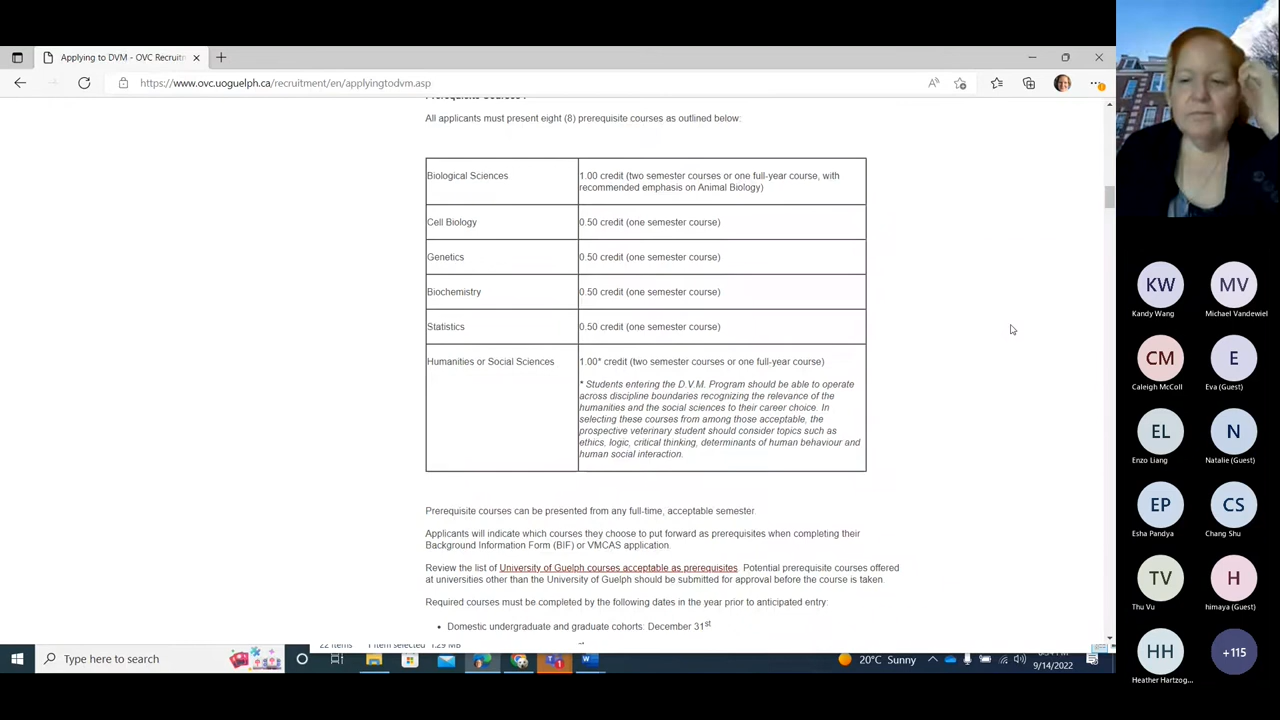 Applying to DVM - OVC Recruitm
https://www.ovc.uoguelph.ca/recruitment/en/applyingtodvm.asp
All applicants must present eight (8) prerequisite courses as outlined below:
Biological Sciences
1.00 credit (two semester courses or one full-year course, with
recommended emphasis on Animal Biology)
Cell Biology
0.50 credit (one semester course)
Genetics
0.50 credit (one semester course)
Biochemistry
0.50 credit (one semester course)
Statistics
0.50 credit (one semester course)
Humanities or Social Sciences
1.00* credit (two semester courses or one full-year course)
* Students entering the D.V.M. Program should be able to operate
across discipline boundaries recognizing the relevance of the
humanities and the social sciences to their career choice. In
selecting these courses from among those acceptable, the
prospective veterinary student should consider topics such as
ethics, logic, critical thinking, determinants of human behaviour and
human social interaction.
Prerequisite courses can be presented from any full-time, acceptable semester.
Applicants will indicate which courses they choose to put forward as prerequisites when completing their
Background Information Form (BIF) or VMCAS application.
Review the list of University of Guelph courses acceptable as prerequisites. Potential prerequisite courses offered
at universities other than the University of Guelph should be submitted for approval before the course is taken.
Required courses must be completed by the following dates in the year prior to anticipated entry:
• Domestic undergraduate and graduate cohorts: December 31st
22 items 1 item selected 1.29 MB
Type here to search
20°C Sunny
9/14/2022
KW
Kandy Wang
MV
Michael Vandewiel
CM
Caleigh McColl
E
Eva (Guest)
EL
Enzo Liang
N
Natalie (Guest)
EP
Esha Pandya
CS
Chang Shu
TV
Thu Vu
H
himaya (Guest)
HH
Heather Hartzog...
+115